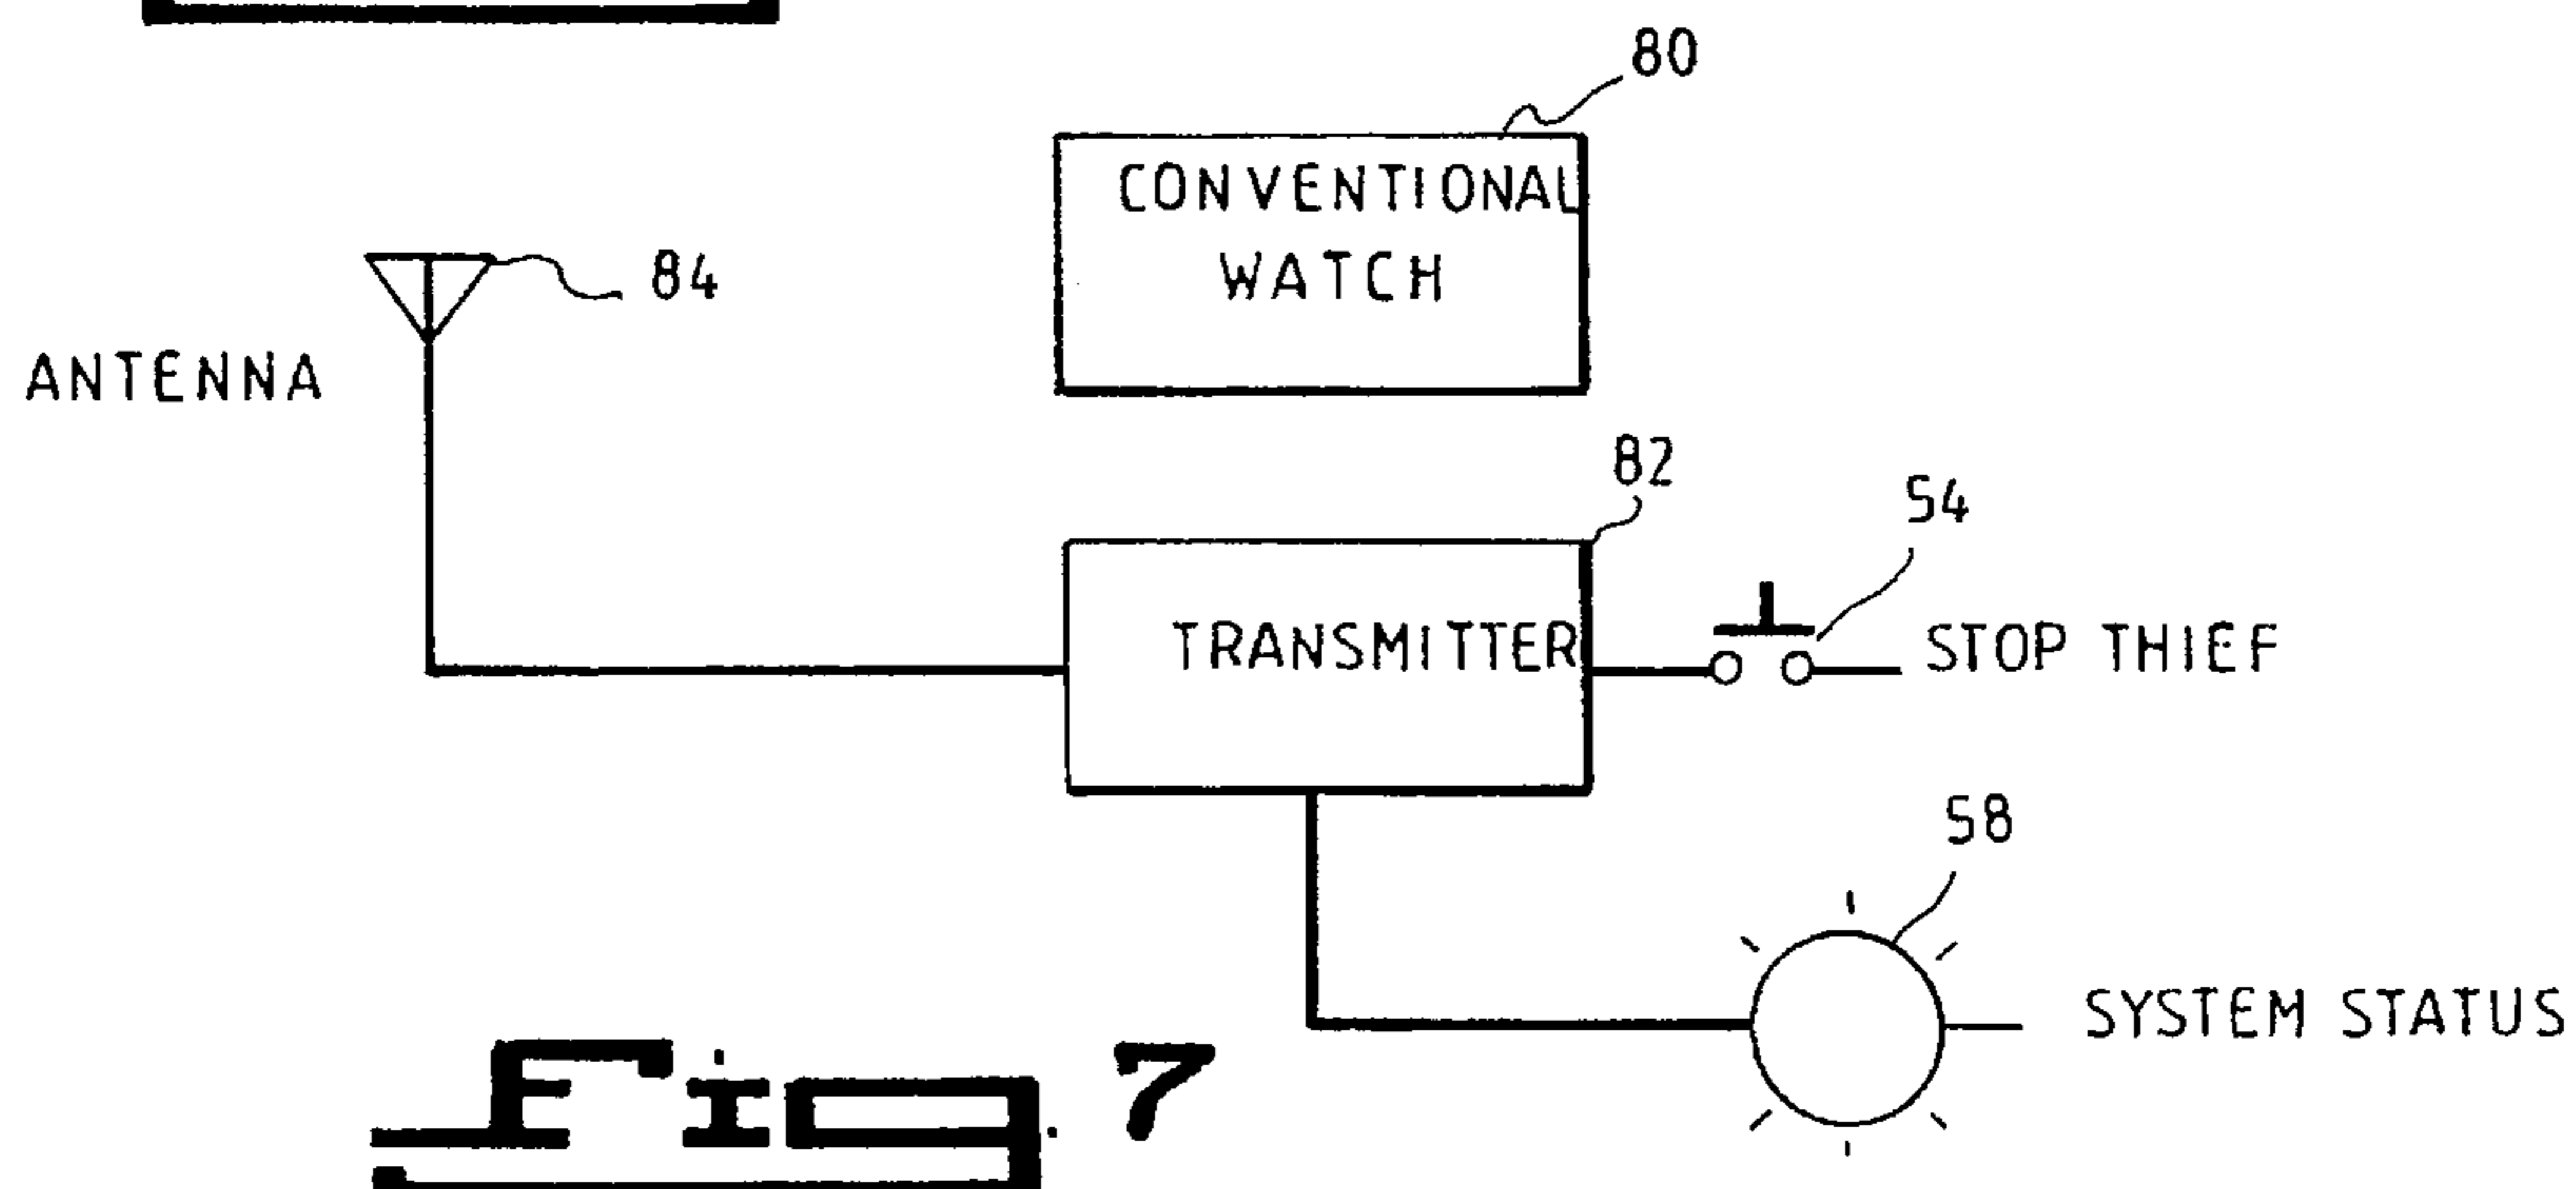 80
CONVENTIONAL
WATCH
84
ANTENNA
82
54
TRANSMITTER
STOP THIEF
58
SYSTEM STATUS
Fig. 7